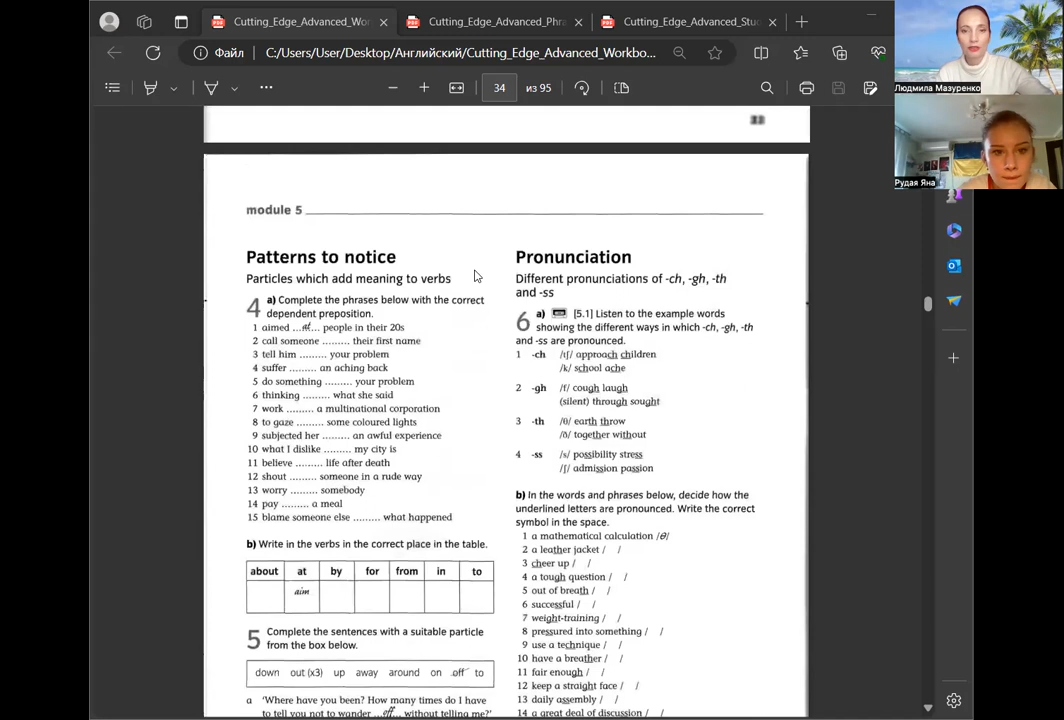 Cutting_Edge_Advanced_Wor
Cutting_Edge_Advanced_Phra
Cutting_Edge_Advanced_Stud
Файл
C:/Users/User/Desktop/Английский/Cutting_Edge_Advanced_Workbo...
34
из 95
Людмила Мазуренко
Рудая Яна
33
module 5
Patterns to notice
Particles which add meaning to verbs
4 a) Complete the phrases below with the correct
dependent preposition.
1 aimed ...at... people in their 20s
2 call someone ......... their first name
3 tell him ......... your problem
4 suffer ......... an aching back
5 do something ......... your problem
6 thinking ......... what she said
7 work ......... a multinational corporation
8 to gaze ......... some coloured lights
9 subjected her ......... an awful experience
10 what I dislike ......... my city is
11 believe ......... life after death
12 shout ......... someone in a rude way
13 worry ......... somebody
14 pay ......... a meal
15 blame someone else ......... what happened
b) Write in the verbs in the correct place in the table.
about at by for from in to
aim
5 Complete the sentences with a suitable particle
from the box below.
down out (x3) up away around on off to
a 'Where have you been? How many times do I have
to tell you not to wander ...off... without telling me?'
Pronunciation
Different pronunciations of -ch, -gh, -th
and -ss
6 a) [5.1] Listen to the example words
showing the different ways in which -ch, -gh, -th
and -ss are pronounced.
1 -ch /tʃ/ approach children
/k/ school ache
2 -gh /f/ cough laugh
(silent) through sought
3 -th /θ/ earth throw
/ð/ together without
4 -ss /s/ possibility stress
/ʃ/ admission passion
b) In the words and phrases below, decide how the
underlined letters are pronounced. Write the correct
symbol in the space.
1 a mathematical calculation /θ/
2 a leather jacket / /
3 cheer up / /
4 a tough question / /
5 out of breath / /
6 successful / /
7 weight-training / /
8 pressured into something / /
9 use a technique / /
10 have a breather / /
11 fair enough / /
12 keep a straight face / /
13 daily assembly / /
14 a great deal of discussion / /